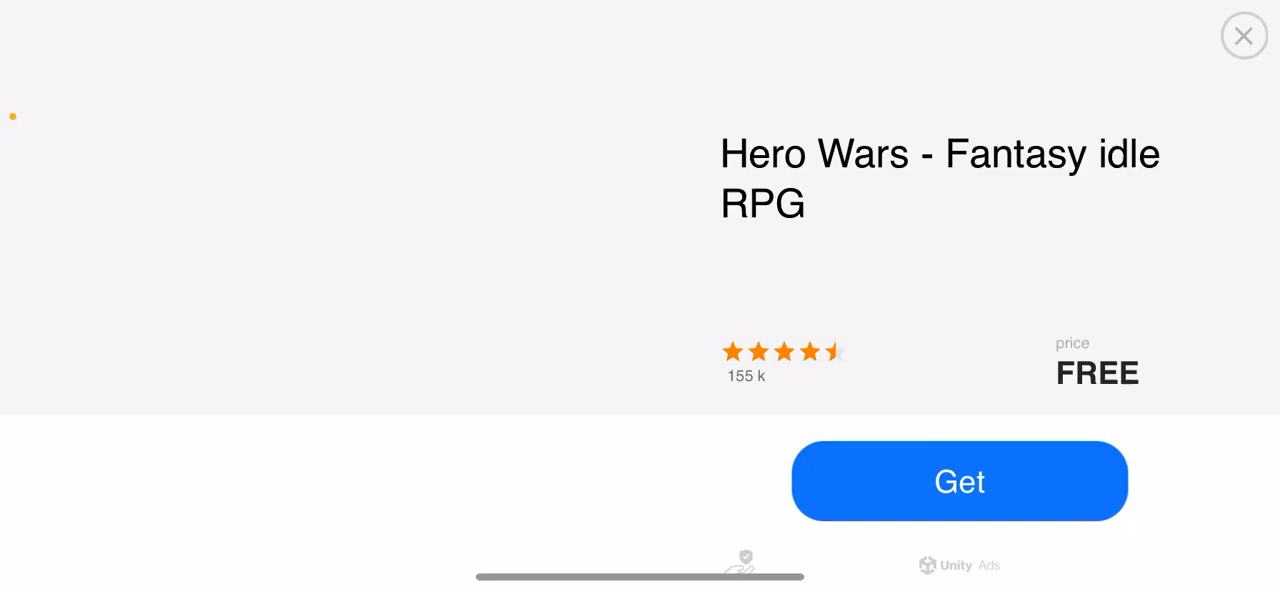 Hero Wars - Fantasy idle
RPG
155 k
price
FREE
Get
Unity Ads